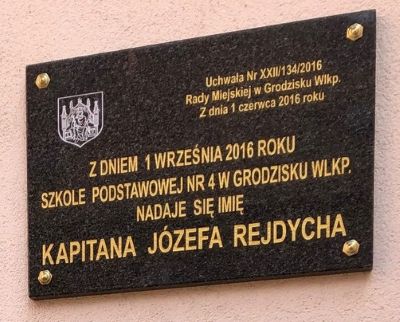 Uchwała Nr XXII/134/2016
Rady Miejskiej w Grodzisku Wlkp.
Z dnia 1 czerwca 2016 roku
Z DNIEM 1 WRZEŚNIA 2016 ROKU
SZKOLE PODSTAWOWEJ NR 4 W GRODZISKU WLKP.
NADAJE SIĘ IMIĘ
KAPITANA JÓZEFA REJDYCHA